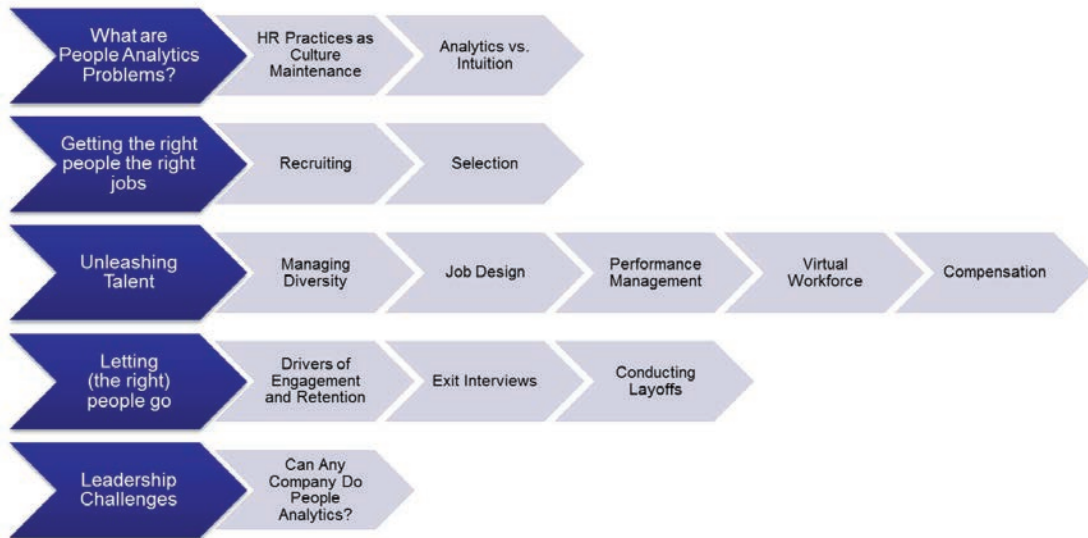 What are
People Analytics
Problems?
HR Practices as
Culture
Maintenance
Analytics vs.
Intuition
Getting the right
people the right
jobs
Recruiting
Selection
Unleashing
Talent
Managing
Diversity
Job Design
Performance
Management
Virtual
Workforce
Compensation
Letting
(the right)
people go
Drivers of
Engagement
and Retention
Exit Interviews
Conducting
Layoffs
Leadership
Challenges
Can Any
Company Do
People
Analytics?